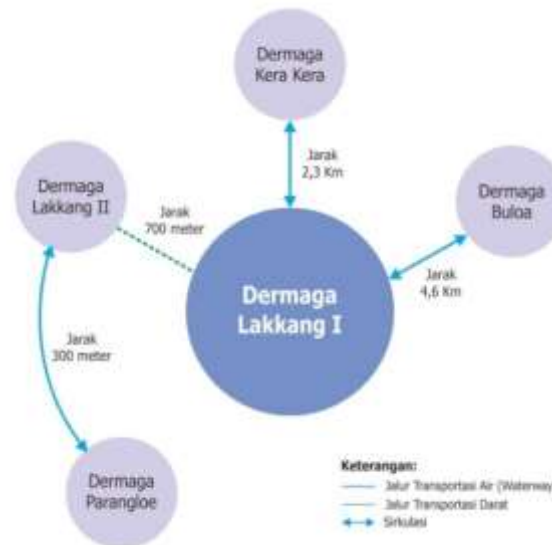 Dermaga
Kera Kera
Jarak
2,3 Km
Dermaga
Lakkang II
Jarak
700 meter
Dermaga
Buloa
Jarak
4,6 Km
Dermaga
Lakkang I
Jarak
300 meter
Dermaga
Parangloe
Keterangan:
Jalur Transportasi Air (Waterway
Jalur Transportasi Darat
Sirkulasi